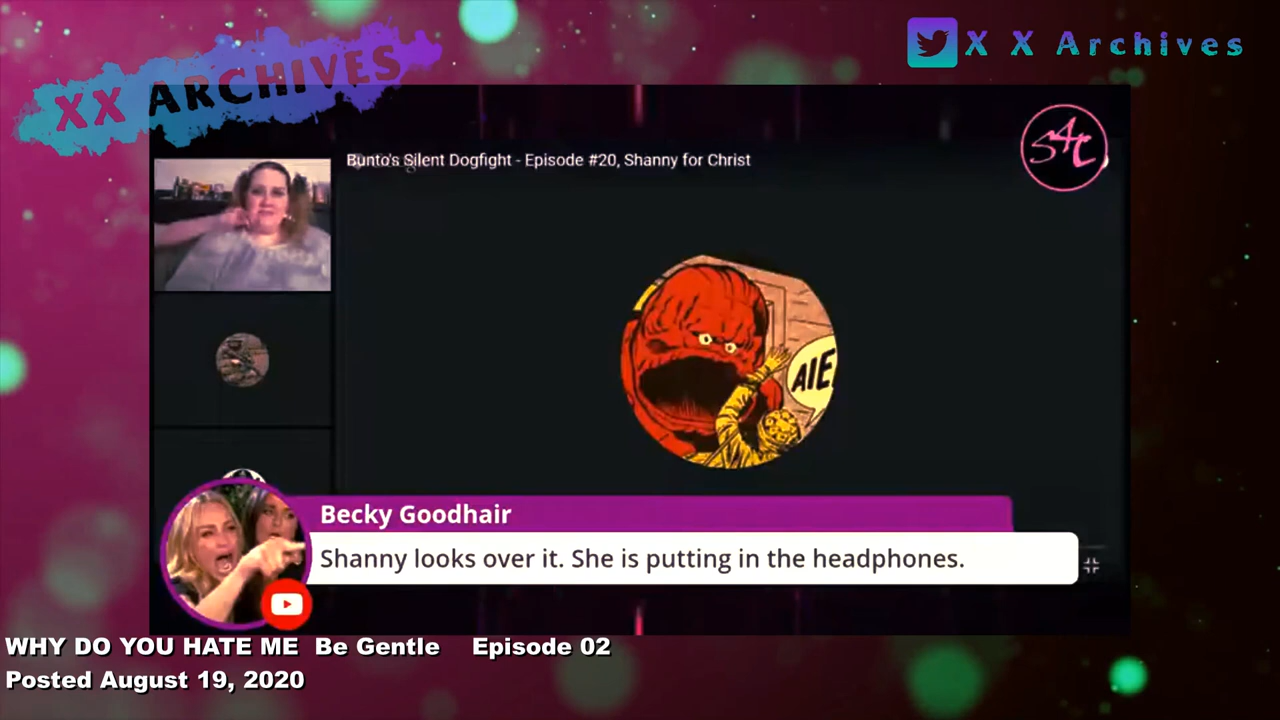 XX ARCHIVES
X X Archives
S4C
Bunto's Silent Dogfight - Episode #20, Shanny for Christ
AIE
Becky Goodhair
Shanny looks over it. She is putting in the headphones.
WHY DO YOU HATE ME Be Gentle Episode 02
Posted August 19, 2020